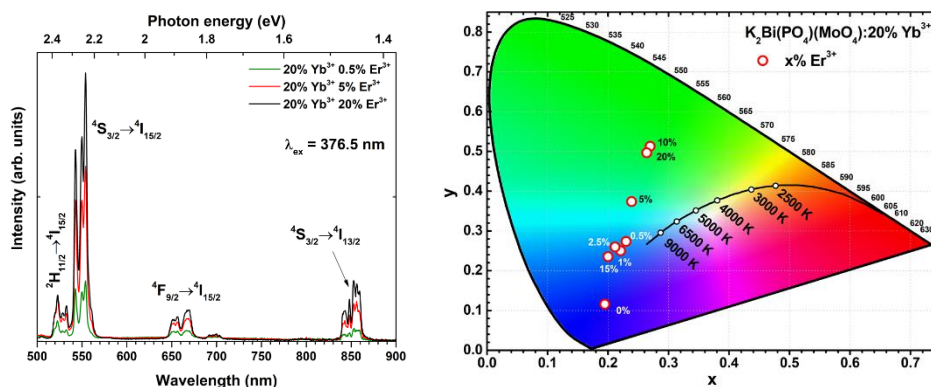 Photon energy (eV)
2.4 2.2 2 1.8 1.6 1.4
20% Yb³⁺ 0.5% Er³⁺
20% Yb³⁺ 5% Er³⁺
20% Yb³⁺ 20% Er³⁺
⁴S₃/₂→⁴I₁₅/₂
λex = 376.5 nm
²H₁₁/₂→⁴I₁₅/₂
⁴F₉/₂→⁴I₁₅/₂
⁴S₃/₂→⁴I₁₃/₂
Intensity (arb. units)
500 550 600 650 700 750 800 850 900
Wavelength (nm)
K₂Bi(PO₄)(MoO₄):20% Yb³⁺
x% Er³⁺
525
530
535
540
545
550
555
560
565
570
575
580
585
590
595
600
605
610
620
630
10%
20%
5%
2.5%
0.5%
1%
15%
0%
2500 K
3000 K
4000 K
5000 K
6500 K
9000 K
y
0.8
0.7
0.6
0.5
0.4
0.3
0.2
0.1
0.0
0.0 0.1 0.2 0.3 0.4 0.5 0.6 0.7
x